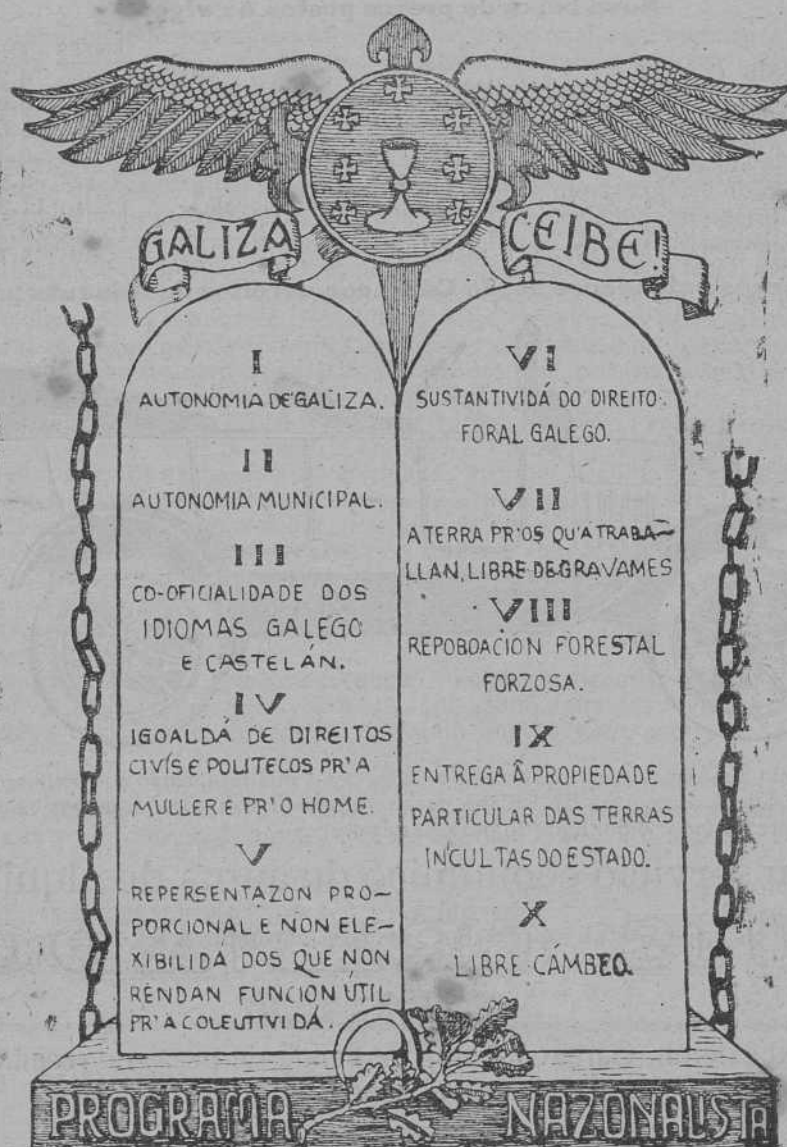 GALIZA CEIBE!
I
AUTONOMIA DE GALIZA.
II
AUTONOMIA MUNICIPAL.
III
CO-OFICIALIDADE DOS
IDIOMAS GALEGO
E CASTELÁN.
IV
IGOALDÁ DE DIREITOS
CIVÍS E POLITECOS PR'A
MULLER E PR'O HOME.
V
REPERSENTAZON PRO-
PORCIONAL E NON ELE-
XIBILIDÁ DOS QUE NON
RENDAN FUNCION ÚTIL
PR'A COLEUTIVIDÁ.
VI
SUSTANTIVIDÁ DO DIREITO
FORAL GALEGO.
VII
A TERRA PR'OS QU'A TRABA-
LLAN, LIBRE DE GRAVAMES
VIII
REPOBOACION FORESTAL
FORZOSA.
IX
ENTREGA Â PROPIEDADE
PARTICULAR DAS TERRAS
INCULTAS DO ESTADO.
X
LIBRE CÁMBEO.
PROGRAMA NAZONALISTA